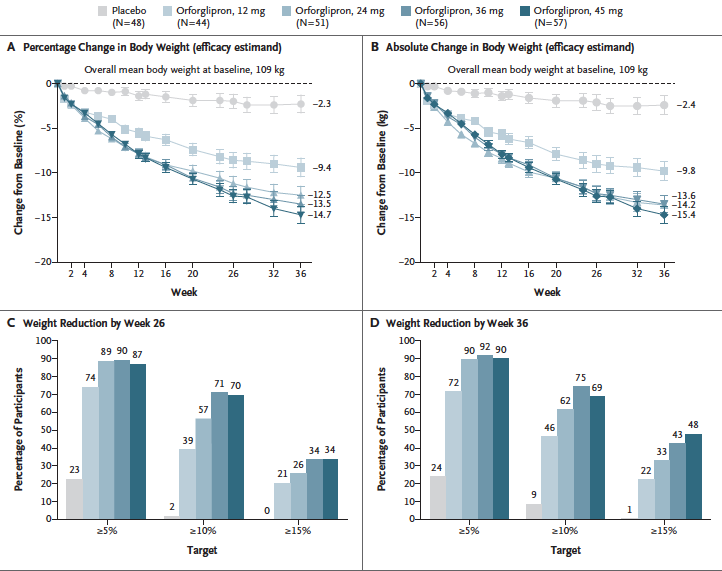 Placebo
(N=48)
Orforglipron, 12 mg
(N=44)
Orforglipron, 24 mg
(N=51)
Orforglipron, 36 mg
(N=56)
Orforglipron, 45 mg
(N=57)
A Percentage Change in Body Weight (efficacy estimand)
Overall mean body weight at baseline, 109 kg
Change from Baseline (%)
0
−5
−10
−15
−20
−2.3
−9.4
−12.5
−13.5
−14.7
2 4 8 12 16 20 26 32 36
Week
B Absolute Change in Body Weight (efficacy estimand)
Overall mean body weight at baseline, 109 kg
Change from Baseline (kg)
0
−5
−10
−15
−20
−2.4
−9.8
−13.6
−14.2
−15.4
2 4 8 12 16 20 26 32 36
Week
C Weight Reduction by Week 26
Percentage of Participants
100
90
80
70
60
50
40
30
20
10
0
23 74 89 90 87
2 39 57 71 70
0 21 26 34 34
≥5% ≥10% ≥15%
Target
D Weight Reduction by Week 36
Percentage of Participants
100
90
80
70
60
50
40
30
20
10
0
24 72 90 92 90
9 46 62 75 69
1 22 33 43 48
≥5% ≥10% ≥15%
Target